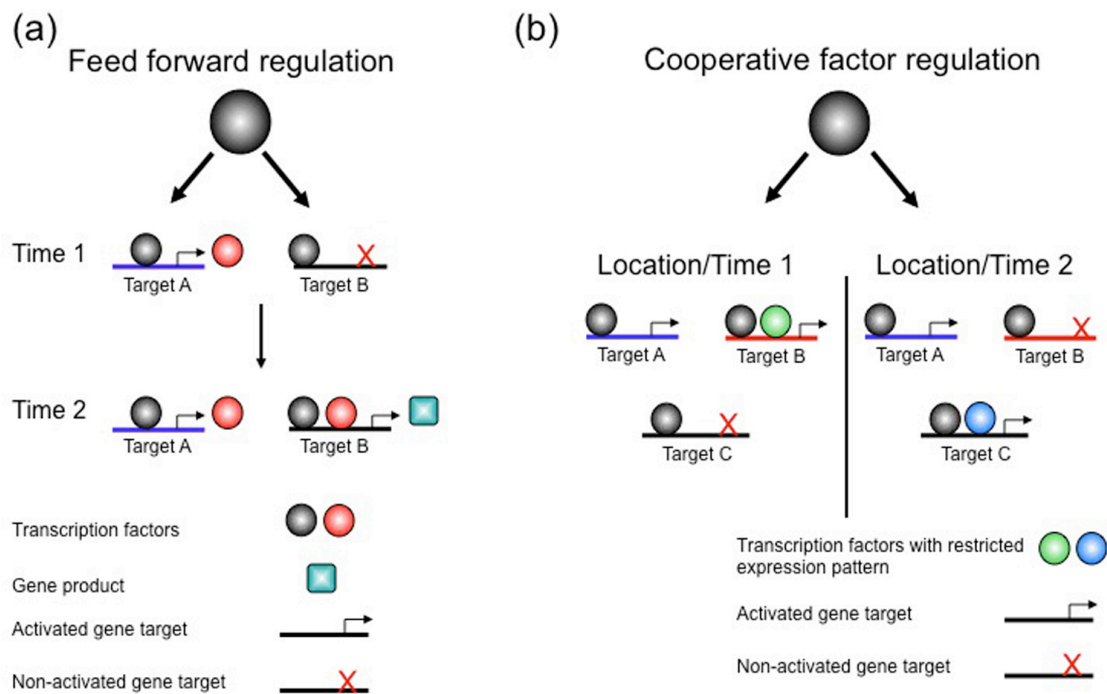 (a)
Feed forward regulation
Time 1
Target A
X
Target B
Time 2
Target A
Target B
Transcription factors
Gene product
Activated gene target
Non-activated gene target
X
(b)
Cooperative factor regulation
Location/Time 1
Location/Time 2
Target A
Target B
Target A
X
Target B
X
Target C
Target C
Transcription factors with restricted
expression pattern
Activated gene target
Non-activated gene target
X